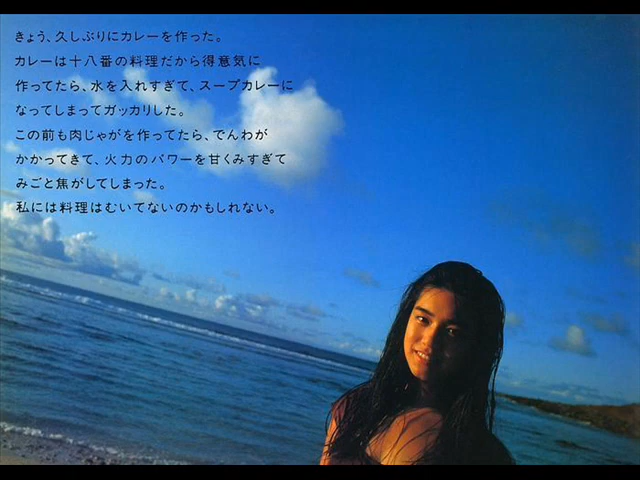 きょう、久しぶりにカレーを作った。
カレーは十八番の料理だから得意気に
作ってたら、水を入れすぎて、スープカレーに
なってしまってガッカリした。
この前も肉じゃがを作ってたら、でんわが
かかってきて、火力のパワーを甘くみすぎて
みごと焦がしてしまった。
私には料理はむいてないのかもしれない。